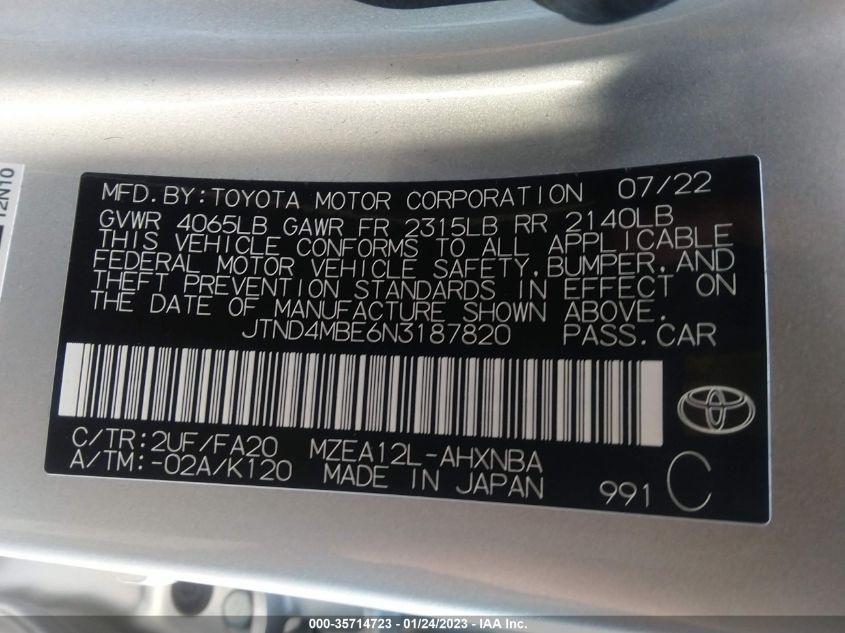 12N10
MFD.BY:TOYOTA MOTOR CORPORATION 07/22
GVWR 4065LB GAWR FR 2315LB RR 2140LB
THIS VEHICLE CONFORMS TO ALL APPLICABLE
FEDERAL MOTOR VEHICLE SAFETY,BUMPER,AND
THEFT PREVENTION STANDARDS IN EFFECT ON
THE DATE OF MANUFACTURE SHOWN ABOVE.
JTND4MBE6N3187820 PASS.CAR
C/TR:2UF/FA20 MZEA12L-AHXNBA
A/TM:-02A/K120 MADE IN JAPAN 991 C
000-35714723 - 01/24/2023 - IAA Inc.